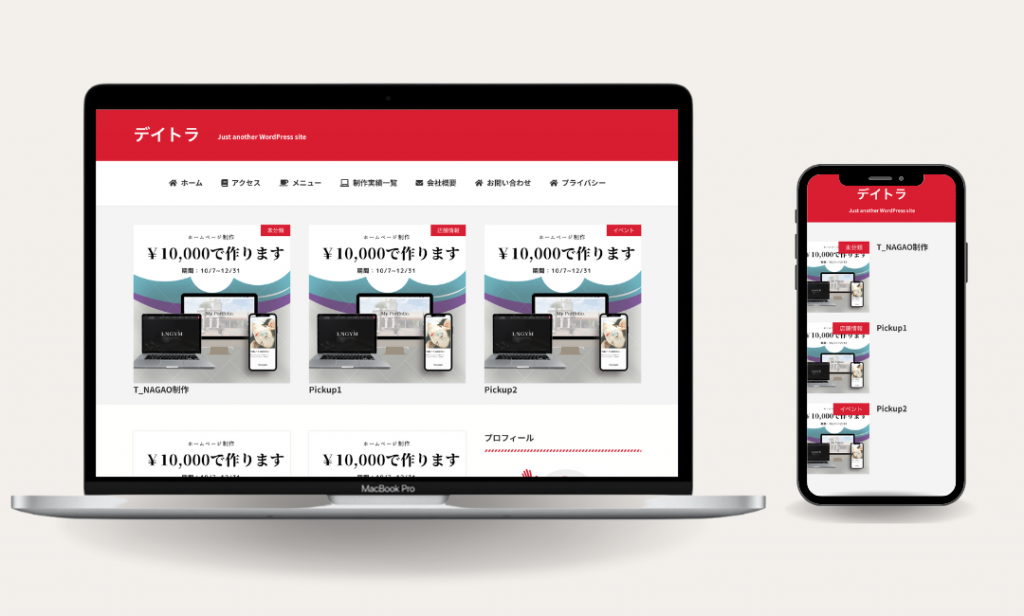 デイトラ Just another WordPress site
ホーム アクセス メニュー 制作実績一覧 会社概要 お問い合わせ プライバシー
未分類
ホームページ制作
¥10,000で作ります
期間：10/7~12/31
My Portfolio
LNGYM
T_NAGAO制作
店舗情報
ホームページ制作
¥10,000で作ります
期間：10/7~12/31
My Portfolio
LNGYM
Pickup1
イベント
ホームページ制作
¥10,000で作ります
期間：10/7~12/31
My Portfolio
LNGYM
Pickup2
ホームページ制作
¥10,000で作ります
ホームページ制作
¥10,000で作ります
プロフィール
MacBook Pro
デイトラ
Just another WordPress site
未分類
T_NAGAO制作
店舗情報
Pickup1
イベント
Pickup2